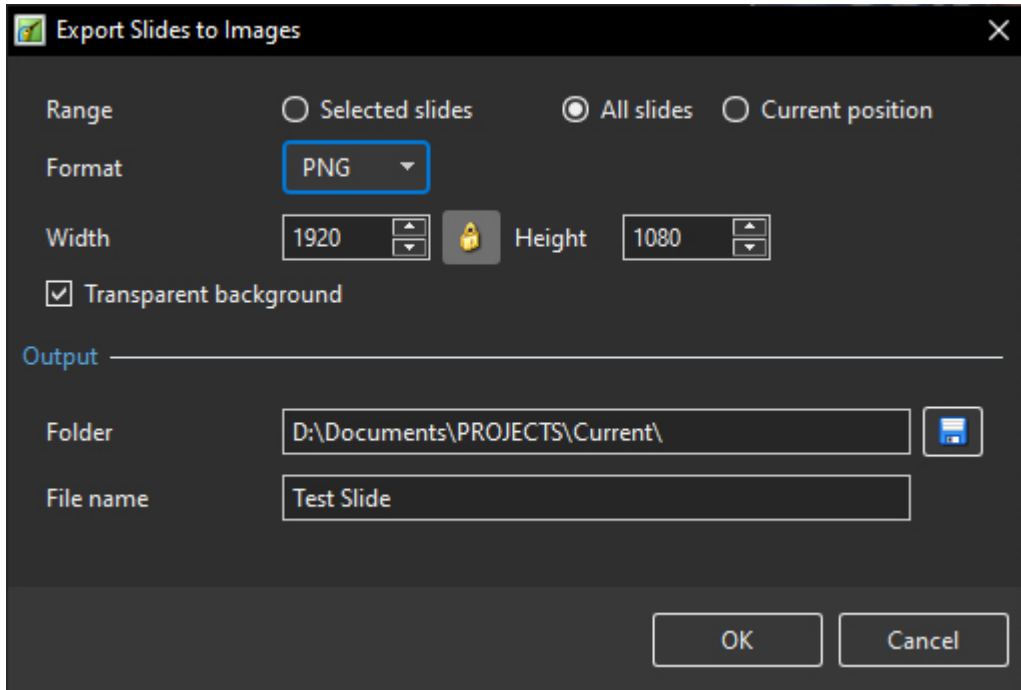 Export Slides to Images
Range Selected slides All slides Current position
Format PNG
Width 1920 Height 1080
Transparent background
Output
Folder D:\Documents\PROJECTS\Current\
File name Test Slide
OK Cancel